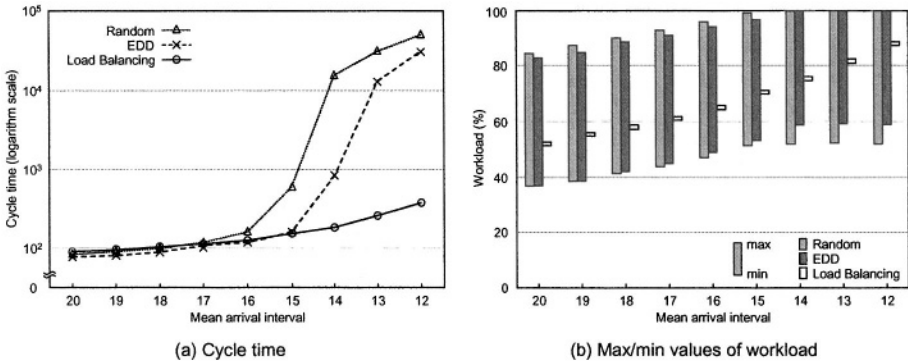 10^5
10^4
10^3
10^2
0
Cycle time (logarithm scale)
Random
EDD
Load Balancing
20 19 18 17 16 15 14 13 12
Mean arrival interval
(a) Cycle time
100
80
60
40
20
0
Workload (%)
max
min
Random
EDD
Load Balancing
20 19 18 17 16 15 14 13 12
Mean arrival interval
(b) Max/min values of workload